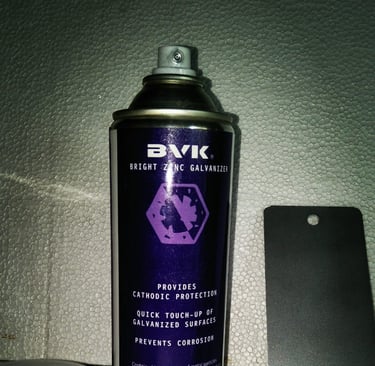 BVK®
BRIGHT ZINC GALVANIZER
PROVIDES
CATHODIC PROTECTION
QUICK TOUCH-UP OF
GALVANIZED SURFACES
PREVENTS CORROSION